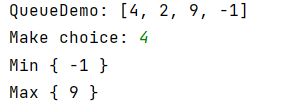 QueueDemo: [4, 2, 9, -1]
Make choice: 4
Min { -1 }
Max { 9 }